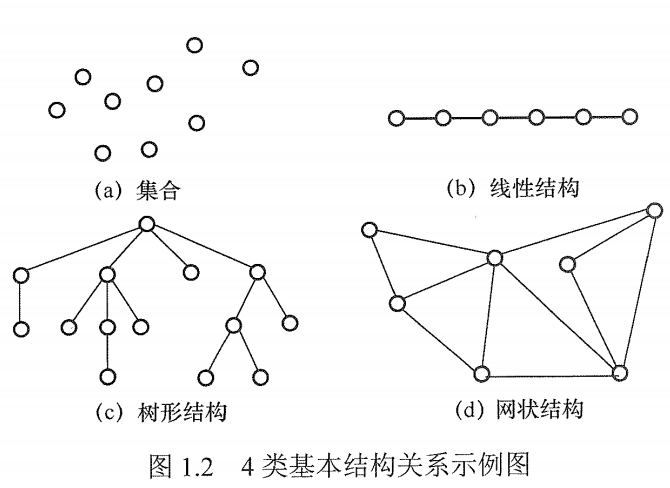 (a) 集合
(b) 线性结构
(c) 树形结构
(d) 网状结构
图 1.2 4 类基本结构关系示例图